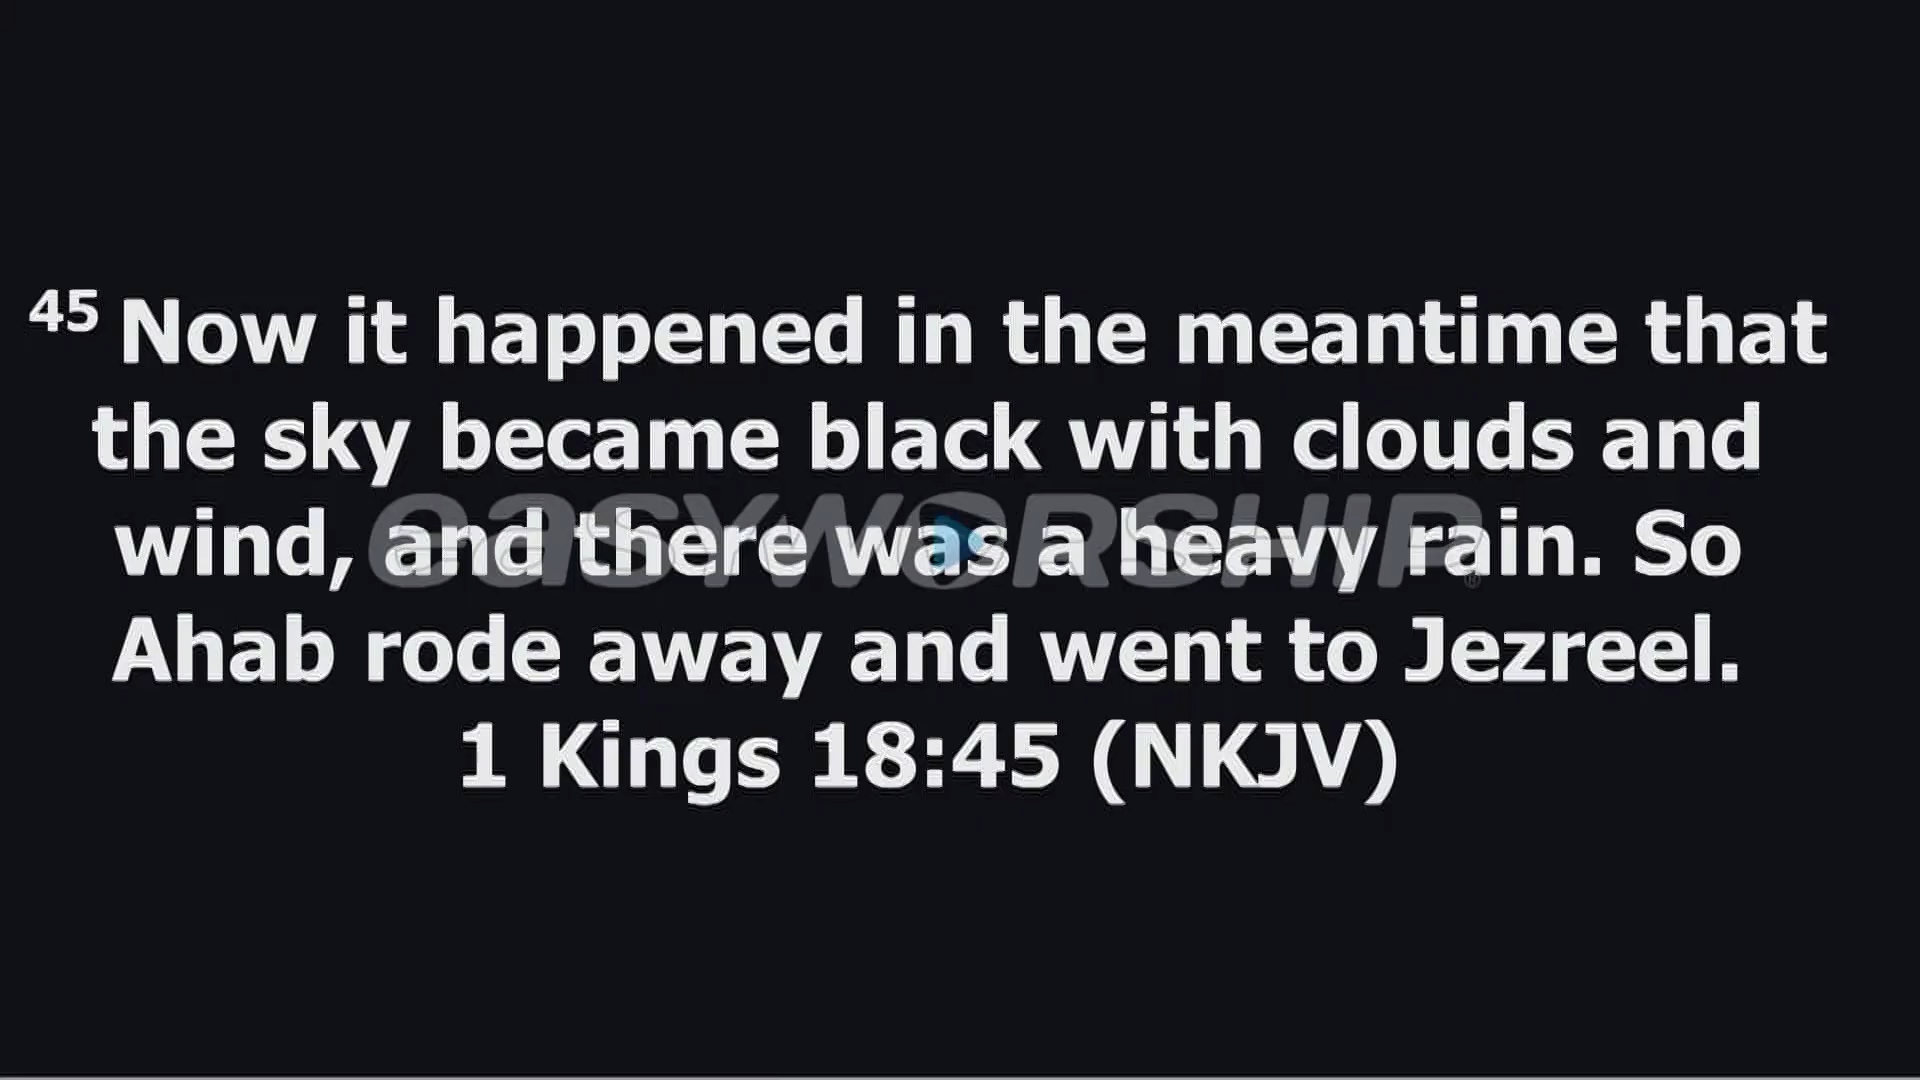 45 Now it happened in the meantime that
the sky became black with clouds and
wind, and there was a heavy rain. So
Ahab rode away and went to Jezreel.
1 Kings 18:45 (NKJV)
easyworship®